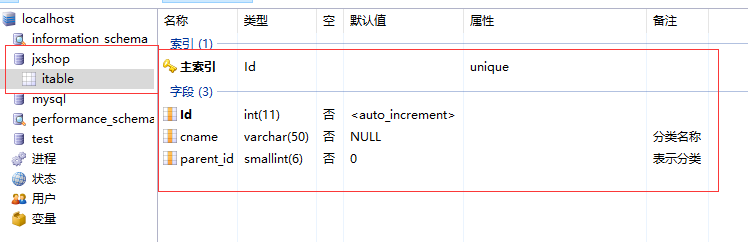 localhost
information_schema
jxshop
itable
mysql
performance_schema
test
进程
状态
用户
变量
名称 类型 空 默认值 属性 备注
索引 (1)
主索引 Id unique
字段 (3)
Id int(11) 否 <auto_increment>
cname varchar(50) 否 NULL 分类名称
parent_id smallint(6) 否 0 表示分类